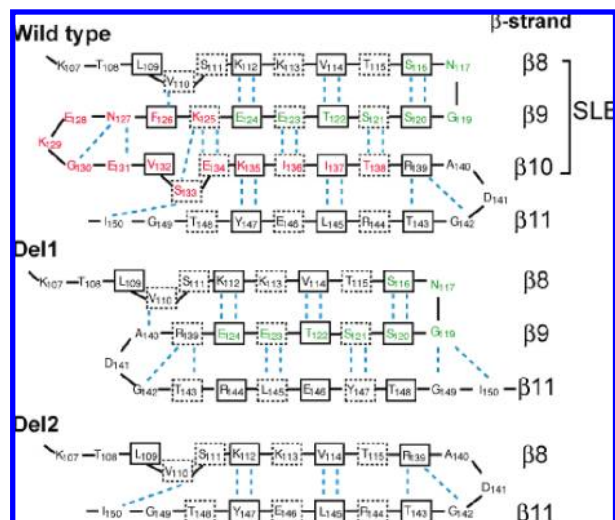 Wild type
β-strand
K107 T108 L109 V110 S111 K112 K113 V114 T115 S116 N117 β8
E128 N127 F126 K125 E124 E123 T122 S121 S120 G119 β9 SLE
K129
G130 E131 V132 S133 E134 K135 I136 I137 T138 R139 A140 β10
D141
I150 G149 T148 Y147 E146 L145 R144 T143 G142 β11
Del1
K107 T108 L109 V110 S111 K112 K113 V114 T115 S116 N117 β8
A140 R139 E124 E123 T122 S121 S120 G119 β9
D141
G142 T143 R144 L145 E146 Y147 T148 G149 I150 β11
Del2
K107 T108 L109 V110 S111 K112 K113 V114 T115 R139 A140 β8
D141
I150 G149 T148 Y147 E146 L145 R144 T143 G142 β11